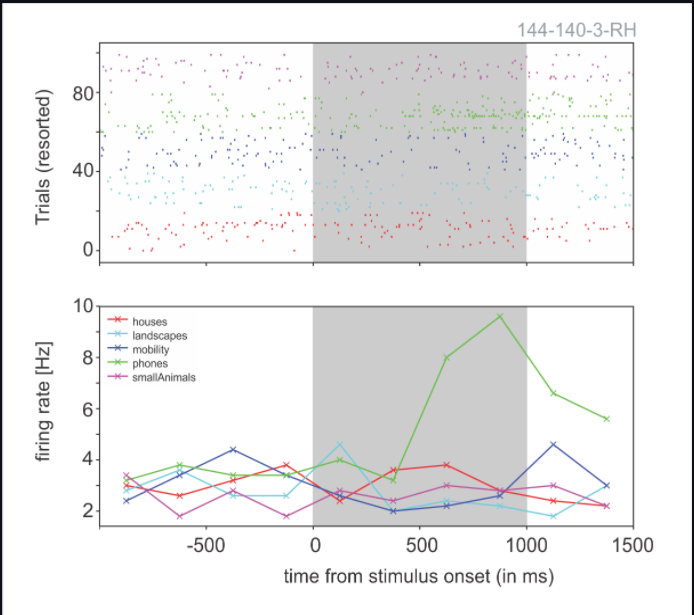 144-140-3-RH
Trials (resorted)
80
40
0
firing rate [Hz]
10
8
6
4
2
houses
landscapes
mobility
phones
smallAnimals
-500 0 500 1000 1500
time from stimulus onset (in ms)